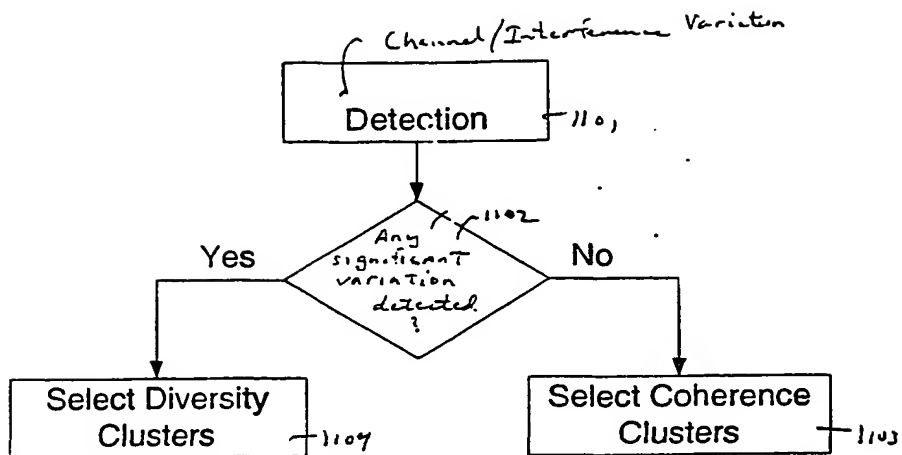 Channel/Interference Variation
Detection
1101
1102
Any
significant
variation
detected
?
Yes
No
Select Diversity
Clusters
1104
Select Coherence
Clusters
1103